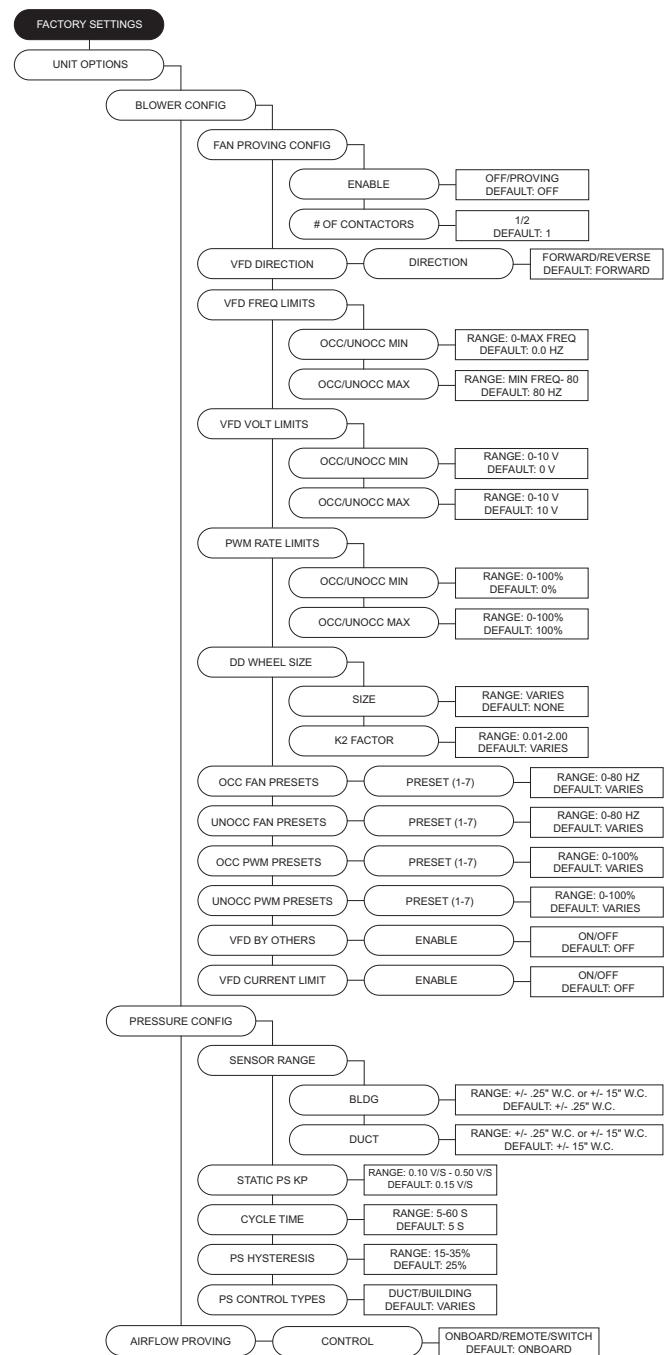 FACTORY SETTINGS
UNIT OPTIONS
BLOWER CONFIG
FAN PROVING CONFIG
ENABLE
OFF/PROVING
DEFAULT: OFF
# OF CONTACTORS
1/2
DEFAULT: 1
VFD DIRECTION
DIRECTION
FORWARD/REVERSE
DEFAULT: FORWARD
VFD FREQ LIMITS
OCC/UNOCC MIN
RANGE: 0-MAX FREQ
DEFAULT: 0.0 HZ
OCC/UNOCC MAX
RANGE: MIN FREQ- 80
DEFAULT: 80 HZ
VFD VOLT LIMITS
OCC/UNOCC MIN
RANGE: 0-10 V
DEFAULT: 0 V
OCC/UNOCC MAX
RANGE: 0-10 V
DEFAULT: 10 V
PWM RATE LIMITS
OCC/UNOCC MIN
RANGE: 0-100%
DEFAULT: 0%
OCC/UNOCC MAX
RANGE: 0-100%
DEFAULT: 100%
DD WHEEL SIZE
SIZE
RANGE: VARIES
DEFAULT: NONE
K2 FACTOR
RANGE: 0.01-2.00
DEFAULT: VARIES
OCC FAN PRESETS
PRESET (1-7)
RANGE: 0-80 HZ
DEFAULT: VARIES
UNOCC FAN PRESETS
PRESET (1-7)
RANGE: 0-80 HZ
DEFAULT: VARIES
OCC PWM PRESETS
PRESET (1-7)
RANGE: 0-100%
DEFAULT: VARIES
UNOCC PWM PRESETS
PRESET (1-7)
RANGE: 0-100%
DEFAULT: VARIES
VFD BY OTHERS
ENABLE
ON/OFF
DEFAULT: OFF
VFD CURRENT LIMIT
ENABLE
ON/OFF
DEFAULT: OFF
PRESSURE CONFIG
SENSOR RANGE
BLDG
RANGE: +/- .25" W.C. or +/- 15" W.C.
DEFAULT: +/- .25" W.C.
DUCT
RANGE: +/- .25" W.C. or +/- 15" W.C.
DEFAULT: +/- 15" W.C.
STATIC PS KP
RANGE: 0.10 V/S - 0.50 V/S
DEFAULT: 0.15 V/S
CYCLE TIME
RANGE: 5-60 S
DEFAULT: 5 S
PS HYSTERESIS
RANGE: 15-35%
DEFAULT: 25%
PS CONTROL TYPES
DUCT/BUILDING
DEFAULT: VARIES
AIRFLOW PROVING
CONTROL
ONBOARD/REMOTE/SWITCH
DEFAULT: ONBOARD